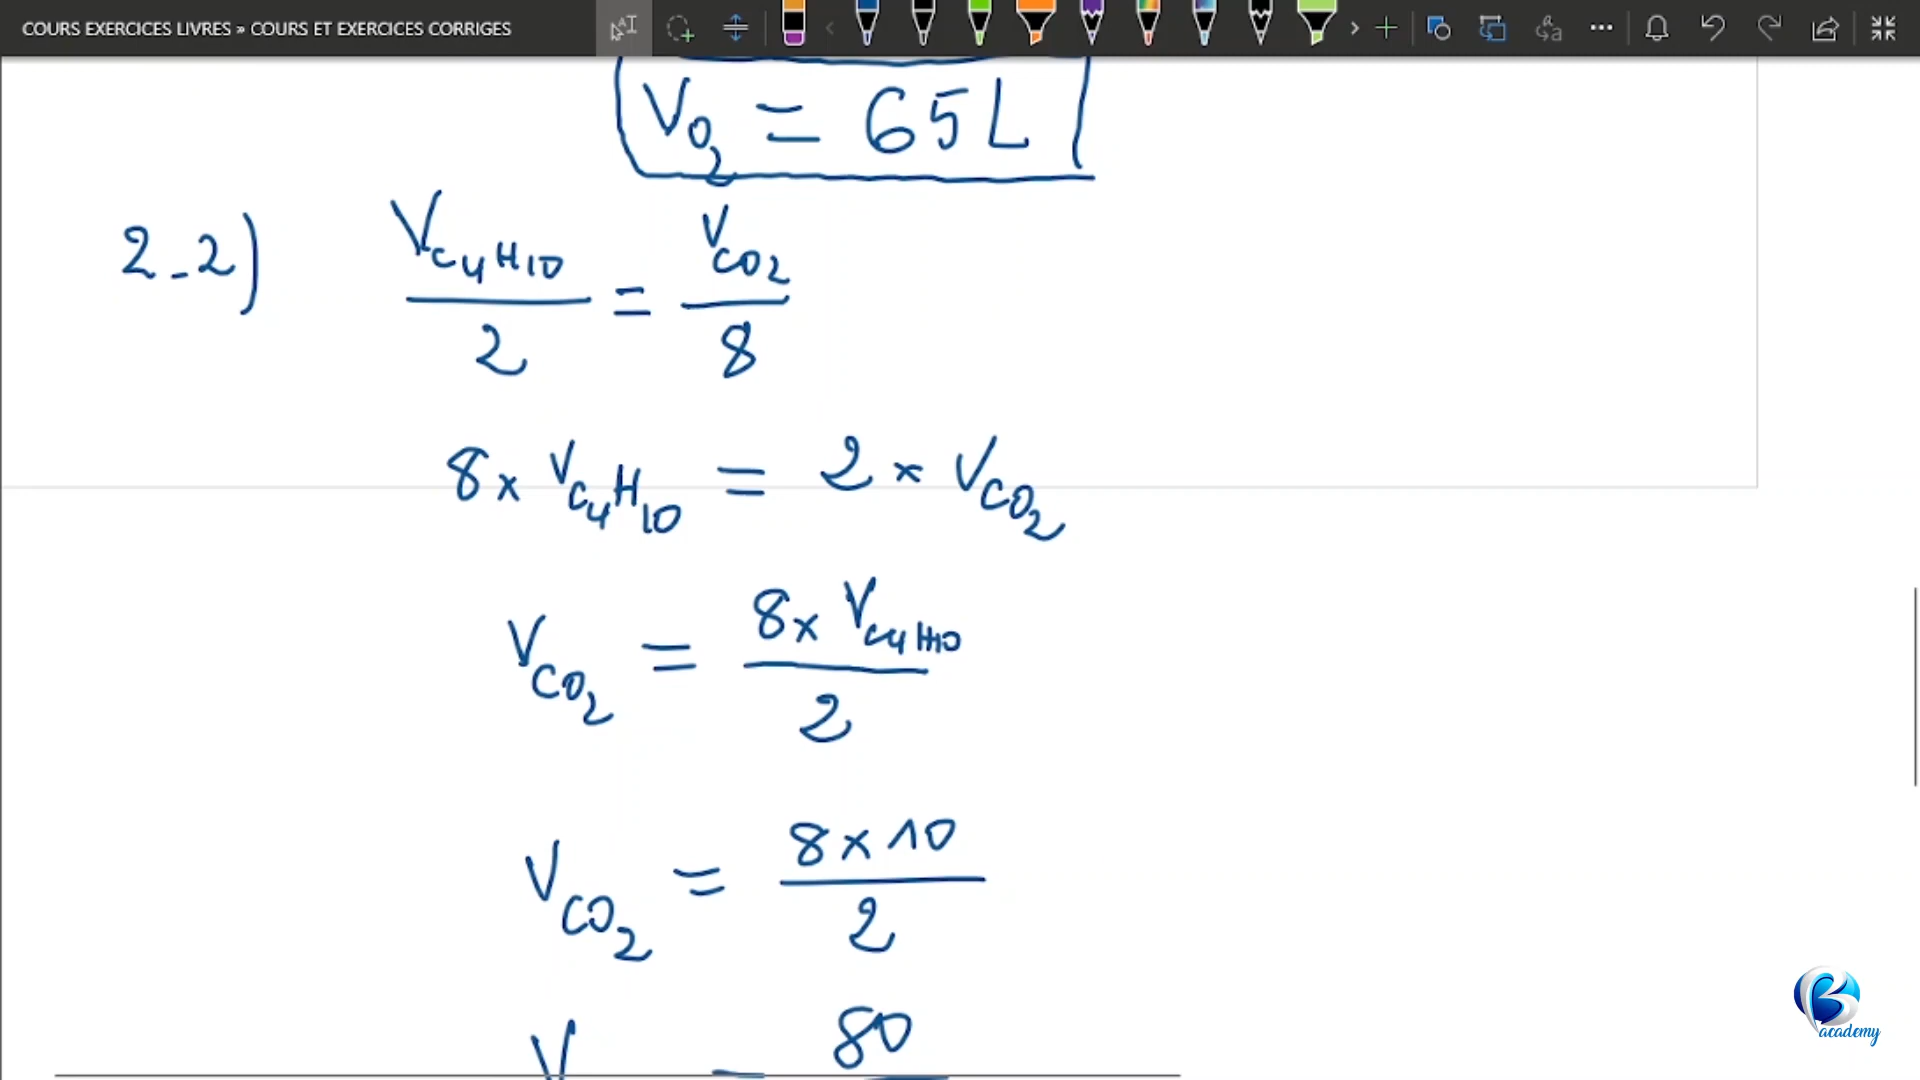 COURS EXERCICES LIVRES » COURS ET EXERCICES CORRIGES
V_O₂ = 65L
2-2) V_C₄H₁₀ / 2 = V_CO₂ / 8
8 x V_C₄H₁₀ = 2 x V_CO₂
V_CO₂ = 8 x V_C₄H₁₀ / 2
V_CO₂ = 8 x 10 / 2
V = 80
B academy